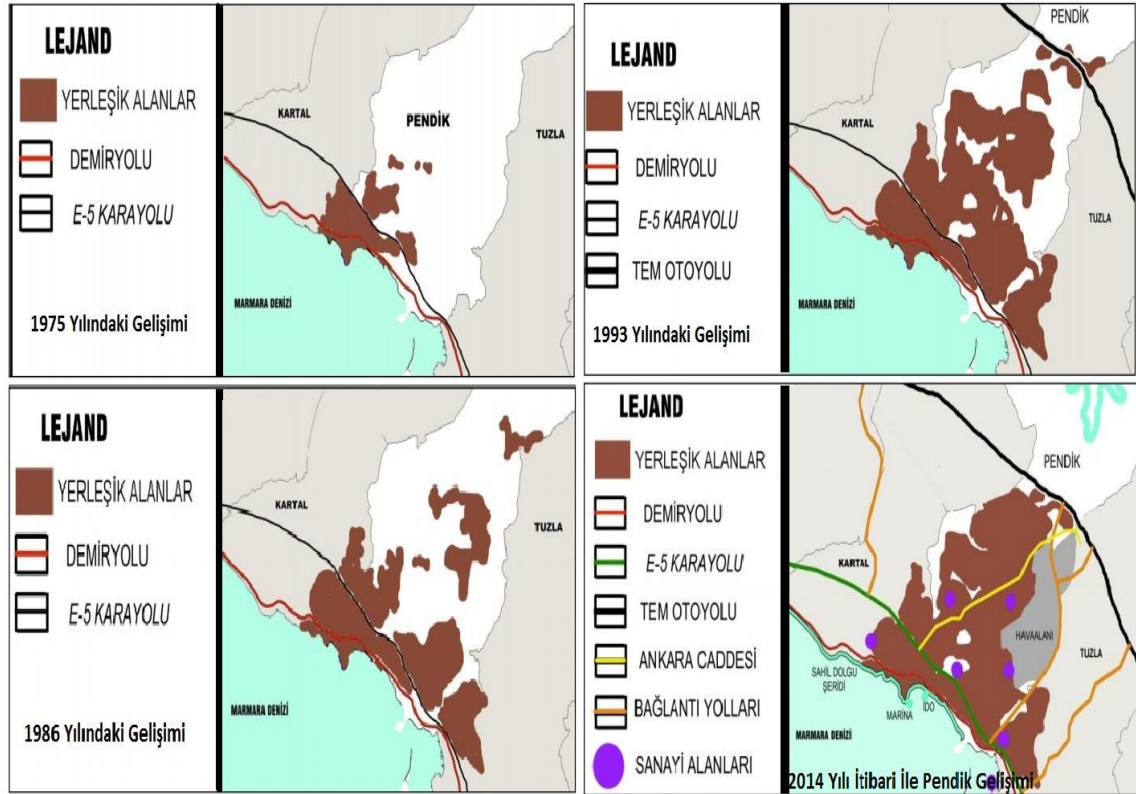 LEJAND
YERLEŞİK ALANLAR
DEMİRYOLU
E-5 KARAYOLU
1975 Yılındaki Gelişimi
KARTAL
PENDİK
TUZLA
MARMARA DENİZİ
LEJAND
YERLEŞİK ALANLAR
DEMİRYOLU
E-5 KARAYOLU
TEM OTOYOLU
1993 Yılındaki Gelişimi
PENDİK
KARTAL
TUZLA
MARMARA DENİZİ
LEJAND
YERLEŞİK ALANLAR
DEMİRYOLU
E-5 KARAYOLU
1986 Yılındaki Gelişimi
KARTAL
TUZLA
MARMARA DENİZİ
LEJAND
YERLEŞİK ALANLAR
DEMİRYOLU
E-5 KARAYOLU
TEM OTOYOLU
ANKARA CADDESİ
BAĞLANTI YOLLARI
SANAYİ ALANLARI
PENDİK
KARTAL
HAVAALANI
TUZLA
SAHİL DOLGU
ŞERİDİ
MARİNA
İDO
MARMARA DENİZİ
2014 Yılı İtibari İle Pendik Gelişimi